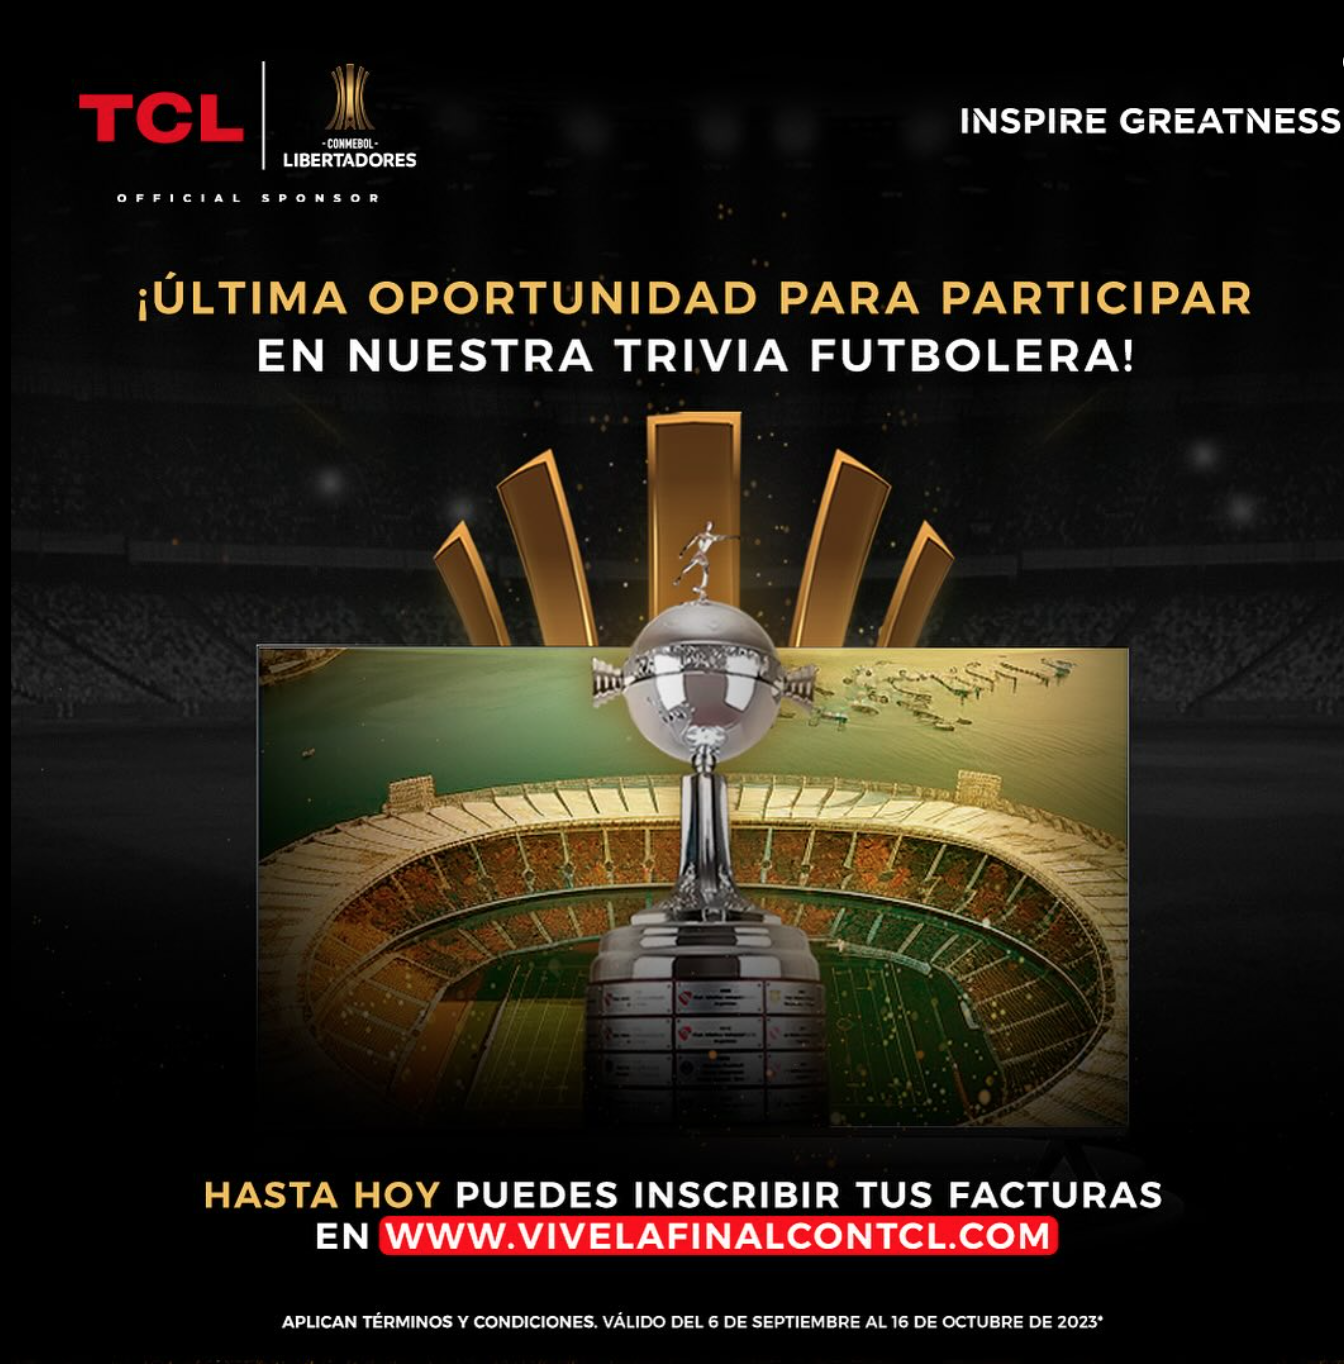 TCL
- CONMEBOL -
LIBERTADORES
OFFICIAL SPONSOR
INSPIRE GREATNESS
¡ÚLTIMA OPORTUNIDAD PARA PARTICIPAR
EN NUESTRA TRIVIA FUTBOLERA!
HASTA HOY PUEDES INSCRIBIR TUS FACTURAS
EN WWW.VIVELAFINALCONTCL.COM
APLICAN TÉRMINOS Y CONDICIONES. VÁLIDO DEL 6 DE SEPTIEMBRE AL 16 DE OCTUBRE DE 2023*